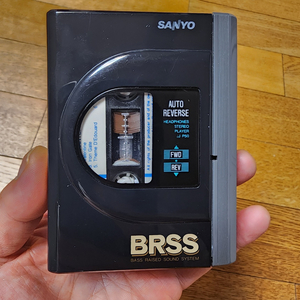 SANYO
AUTO
REVERSE
HEADPHONES
STEREO
PLAYER
FWD
REV
BRSS
BASS RAISED SOUND SYSTEM